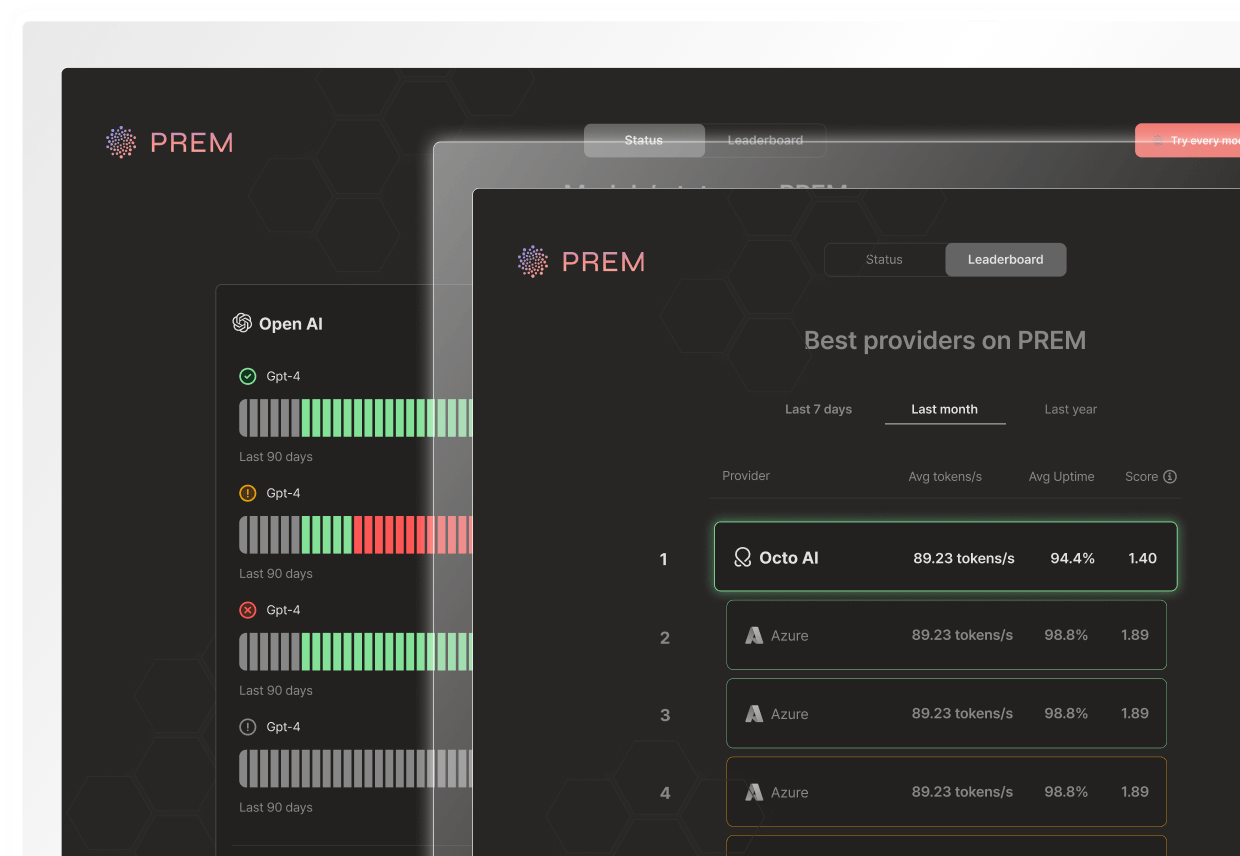 PREM
Status
Leaderboard
Try every
PREM
Open AI
Gpt-4
Last 90 days
Gpt-4
Last 90 days
Gpt-4
Last 90 days
Gpt-4
Last 90 days
PREM
Status
Leaderboard
Best providers on PREM
Last 7 days
Last month
Last year
Provider
Avg tokens/s
Avg Uptime
Score
1
Octo AI
89.23 tokens/s
94.4%
1.40
2
Azure
89.23 tokens/s
98.8%
1.89
3
Azure
89.23 tokens/s
98.8%
1.89
4
Azure
89.23 tokens/s
98.8%
1.89